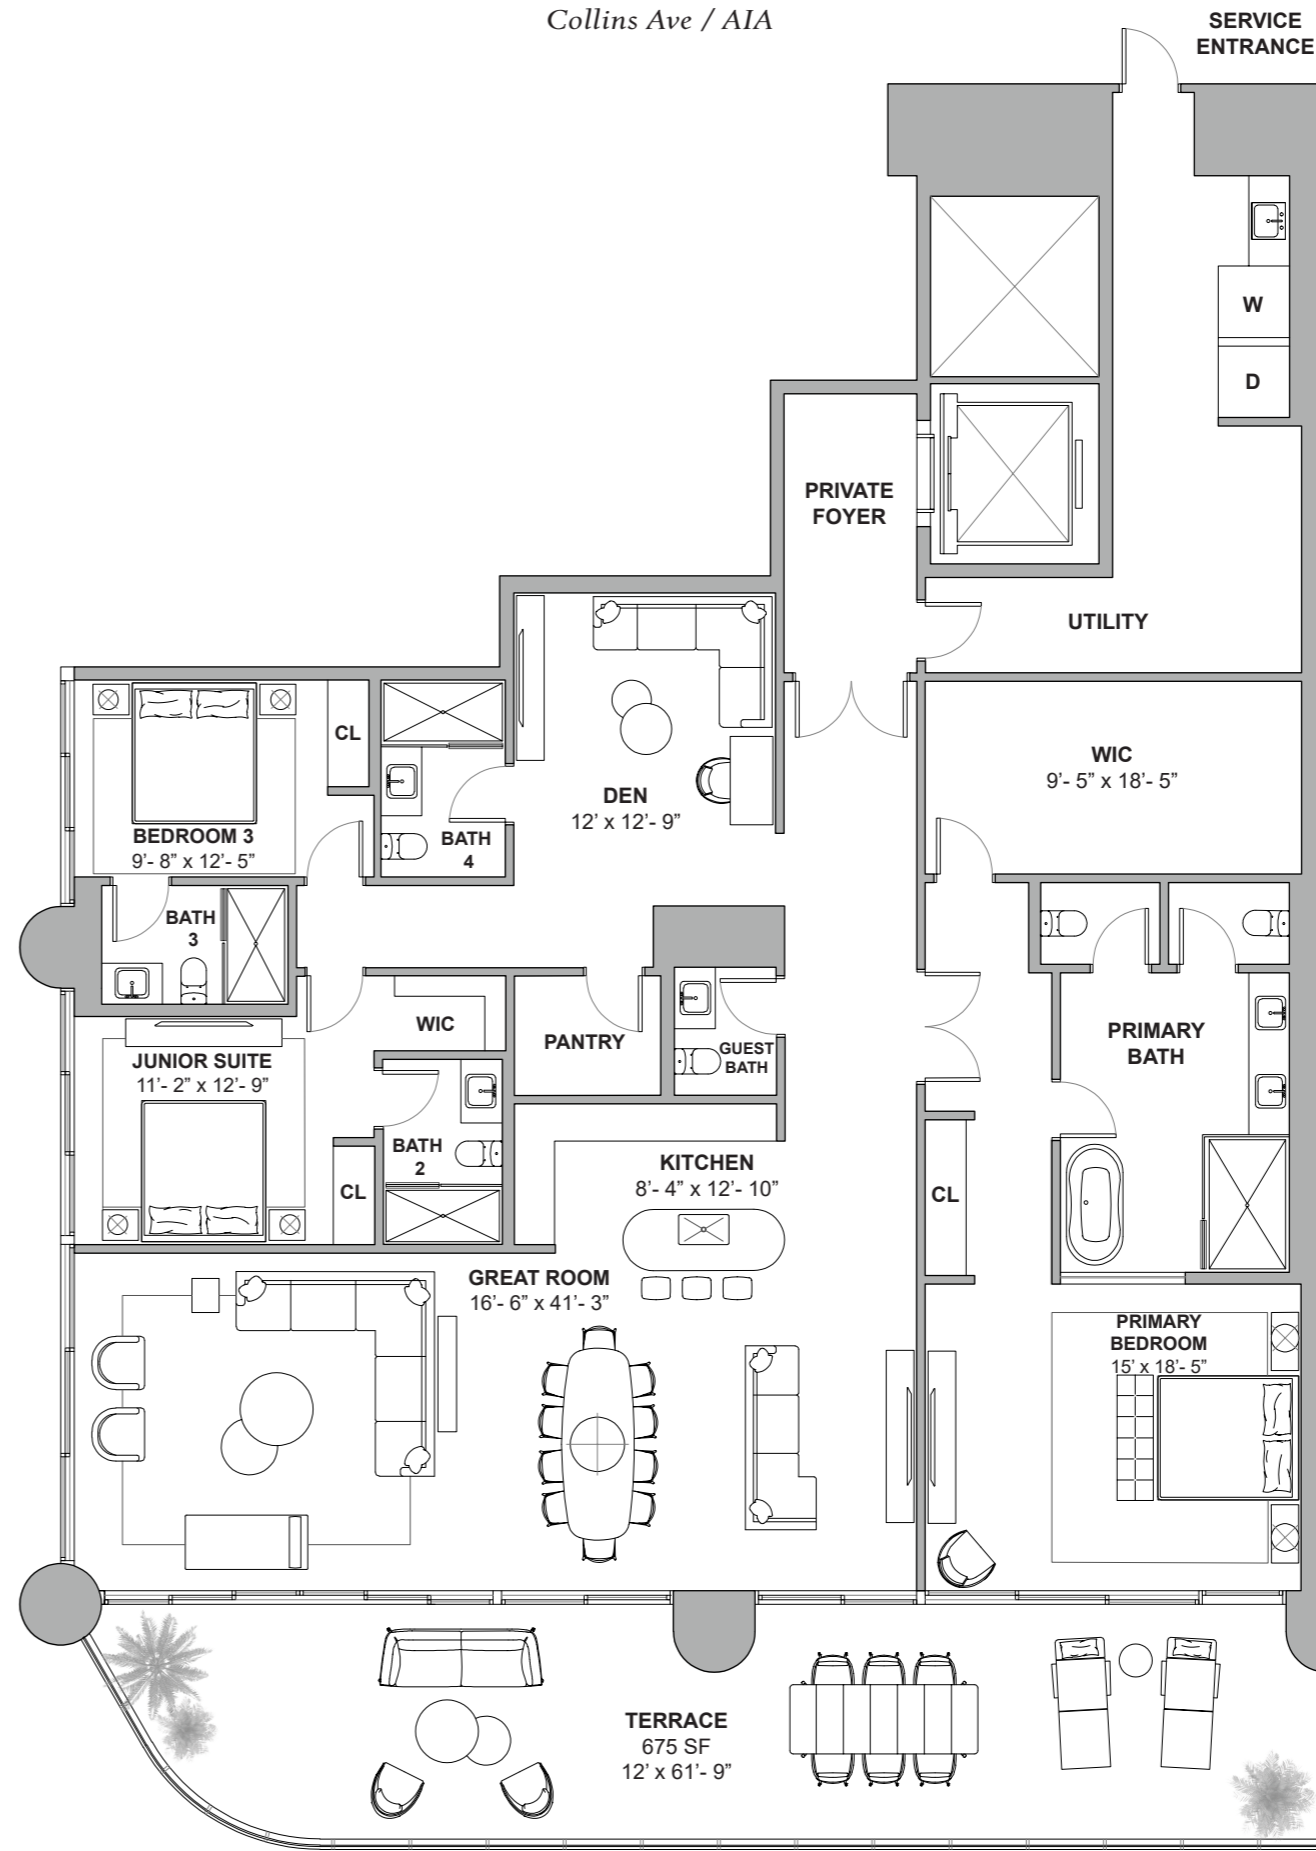 Collins Ave / AIA
SERVICE
ENTRANCE
W
D
PRIVATE
FOYER
UTILITY
CL
WIC
9'- 5” x 18'- 5”
DEN
12’ x 12’- 9”
BEDROOM 3
9’- 8” x 12’- 5”
BATH
4
BATH
3
WIC
PANTRY
GUEST
BATH
PRIMARY
BATH
JUNIOR SUITE
11’- 2” x 12’- 9”
BATH
2
CL
KITCHEN
8’- 4” x 12’- 10”
CL
GREAT ROOM
16’- 6” x 41’- 3”
PRIMARY
BEDROOM
15’ x 18’- 5”
TERRACE
675 SF
12’ x 61’- 9”